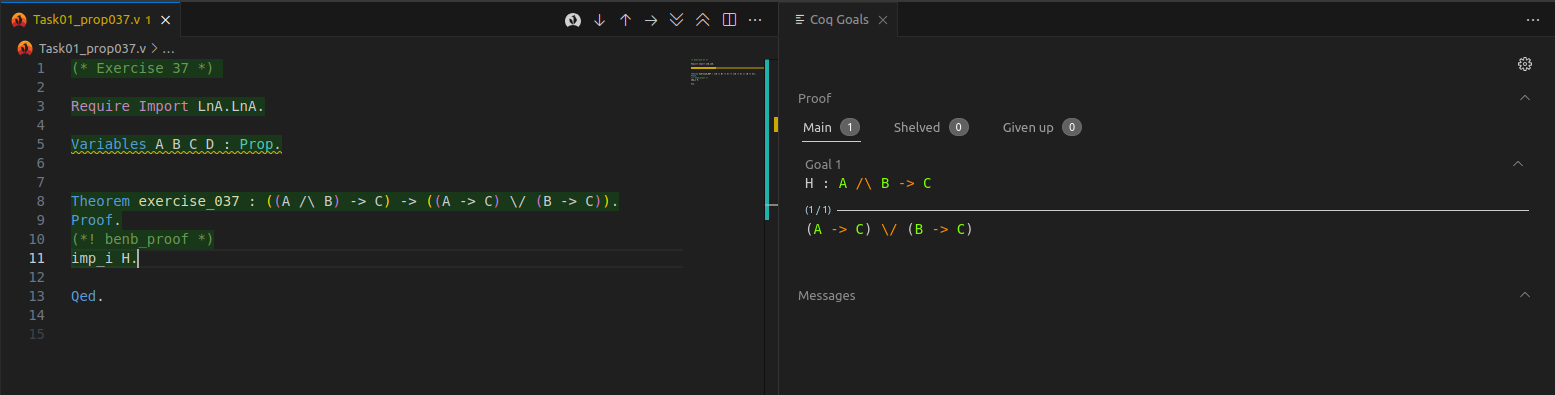 Task01_prop037.v 1
Task01_prop037.v > ...
1 (* Exercise 37 *)
2
3 Require Import LnA.LnA.
4
5 Variables A B C D : Prop.
6
7
8 Theorem exercise_037 : ((A /\ B) -> C) -> ((A -> C) \/ (B -> C)).
9 Proof.
10 (*! benb_proof *)
11 imp_i H.
12
13 Qed.
14
15
Coq Goals
Proof
Main 1 Shelved 0 Given up 0
Goal 1
H : A /\ B -> C
(1 / 1)
(A -> C) \/ (B -> C)
Messages